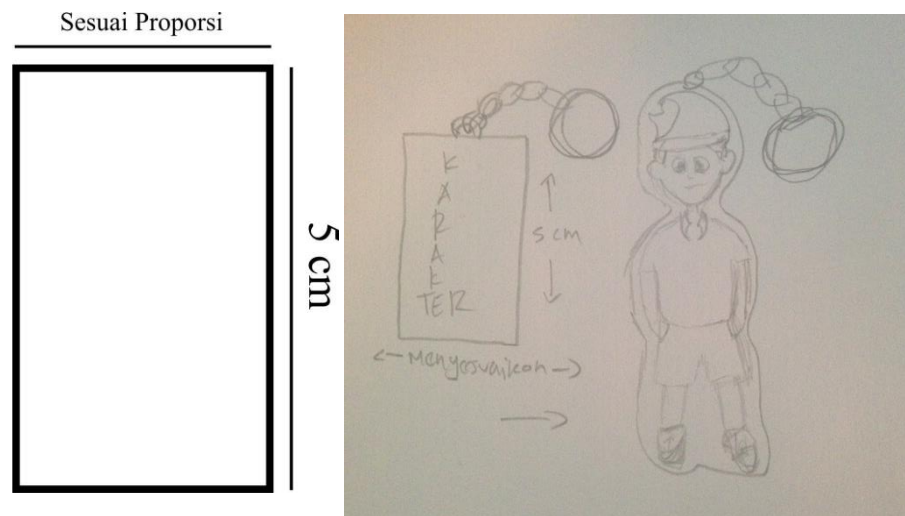 Sesuai Proporsi
5 cm
K
A
R
A
K
TER
5 cm
Menyesuaikan